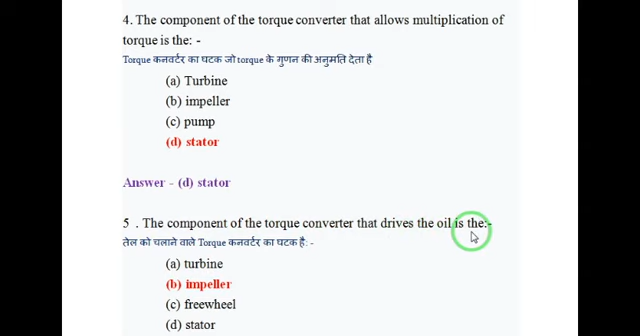 4. The component of the torque converter that allows multiplication of
torque is the: -
Torque कनवर्टर का घटक जो torque के गुणन की अनुमति देता है
(a) Turbine
(b) impeller
(c) pump
(d) stator
Answer - (d) stator
5 . The component of the torque converter that drives the oil is the:-
तेल को चलाने वाले Torque कनवर्टर का घटक है: -
(a) turbine
(b) impeller
(c) freewheel
(d) stator